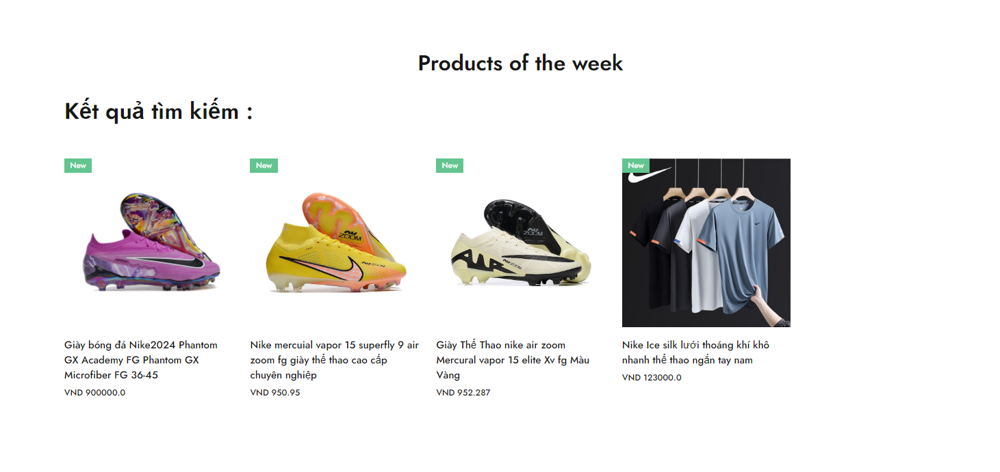 Products of the week
Kết quả tìm kiếm :
New
New
New
New
ZOOM
ZOOM
ZOOM
ZOOM
Giày bóng đá Nike2024 Phantom
GX Academy FG Phantom GX
Microfiber FG 36-45
VND 900000.0
Nike mercuial vapor 15 superfly 9 air
zoom fg giày thể thao cao cấp
chuyên nghiệp
VND 950.95
Giày Thể Thao nike air zoom
Mercural vapor 15 elite Xv fg Màu
Vàng
VND 952.287
Nike Ice silk lưới thoáng khí khô
nhanh thể thao ngắn tay nam
VND 123000.0